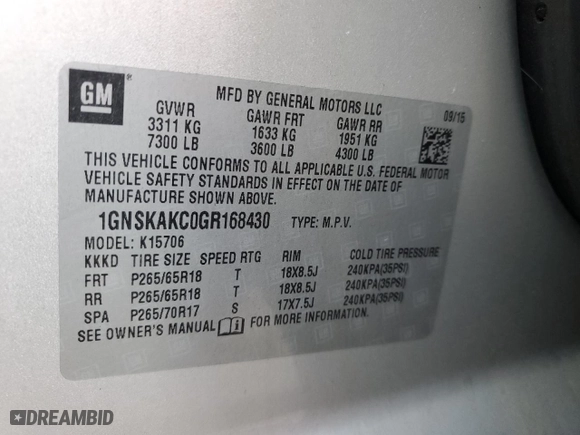 GM
MFD BY GENERAL MOTORS LLC
09/15
GVWR GAWR FRT GAWR RR
3311 KG 1633 KG 1951 KG
7300 LB 3600 LB 4300 LB
THIS VEHICLE CONFORMS TO ALL APPLICABLE U.S. FEDERAL MOTOR
VEHICLE SAFETY STANDARDS IN EFFECT ON THE DATE OF
MANUFACTURE SHOWN ABOVE.
1GNSKAKC0GR168430 TYPE: M.P.V.
MODEL: K15706
KKKD TIRE SIZE SPEED RTG RIM COLD TIRE PRESSURE
FRT P265/65R18 T 18X8.5J 240KPA(35PSI)
RR P265/65R18 T 18X8.5J 240KPA(35PSI)
SPA P265/70R17 S 17X7.5J 240KPA(35PSI)
SEE OWNER'S MANUAL FOR MORE INFORMATION.
DREAMBID